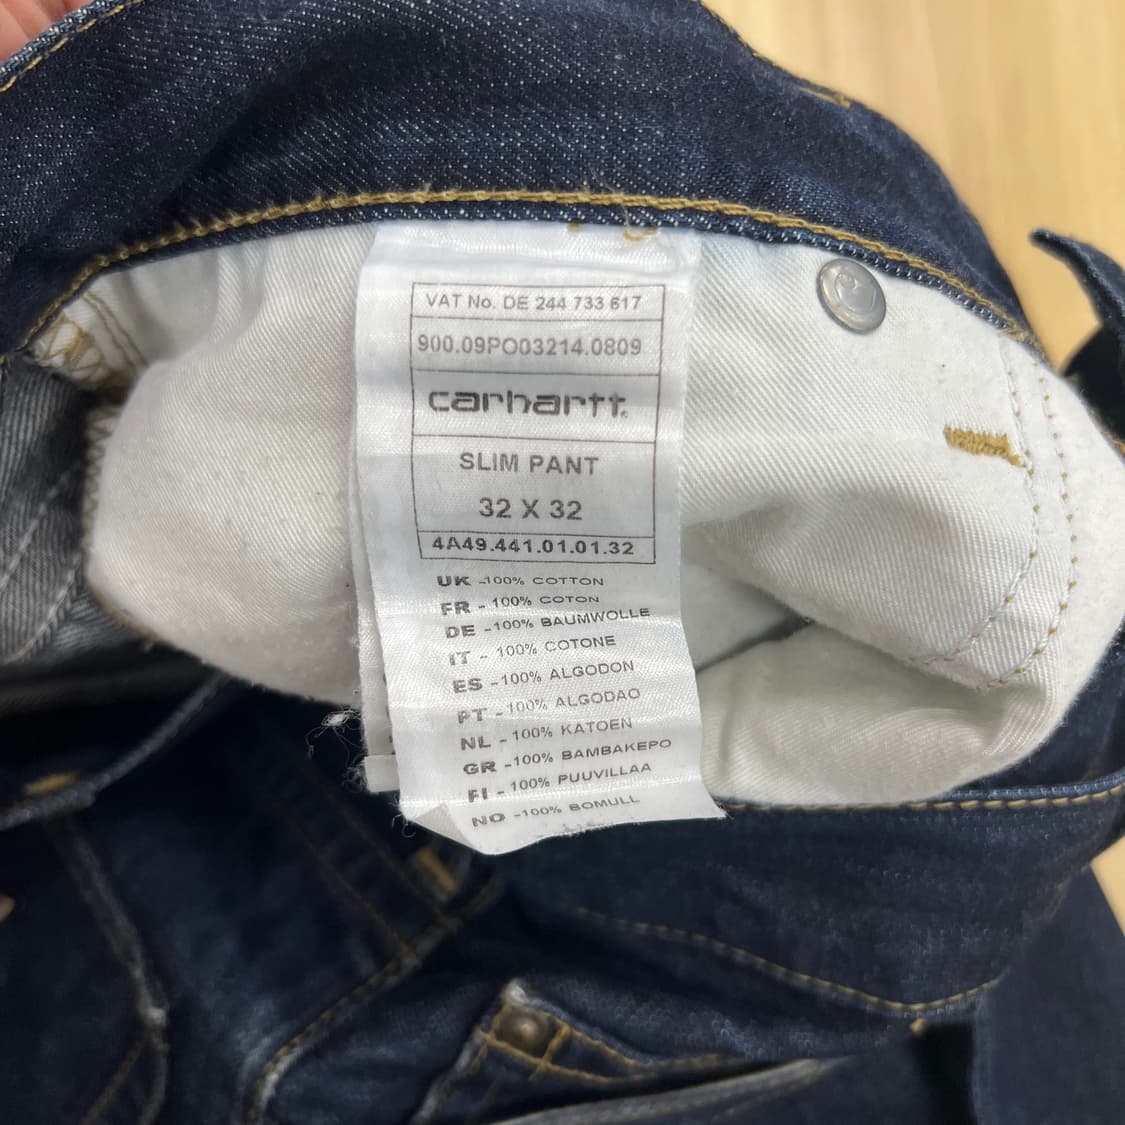 VAT No. DE 244 733 617
900.09PO03214.0809
carhartt.
SLIM PANT
32 X 32
4A49.441.01.01.32
UK -100% COTTON
FR - 100% COTON
DE -100% BAUMWOLLE
IT - 100% COTONE
ES -100% ALGODON
PT -100% ALGODAO
NL -100% KATOEN
GR -100% BAMBAKEPO
FI -100% PUUVILLAA
NO -100% BOMULL